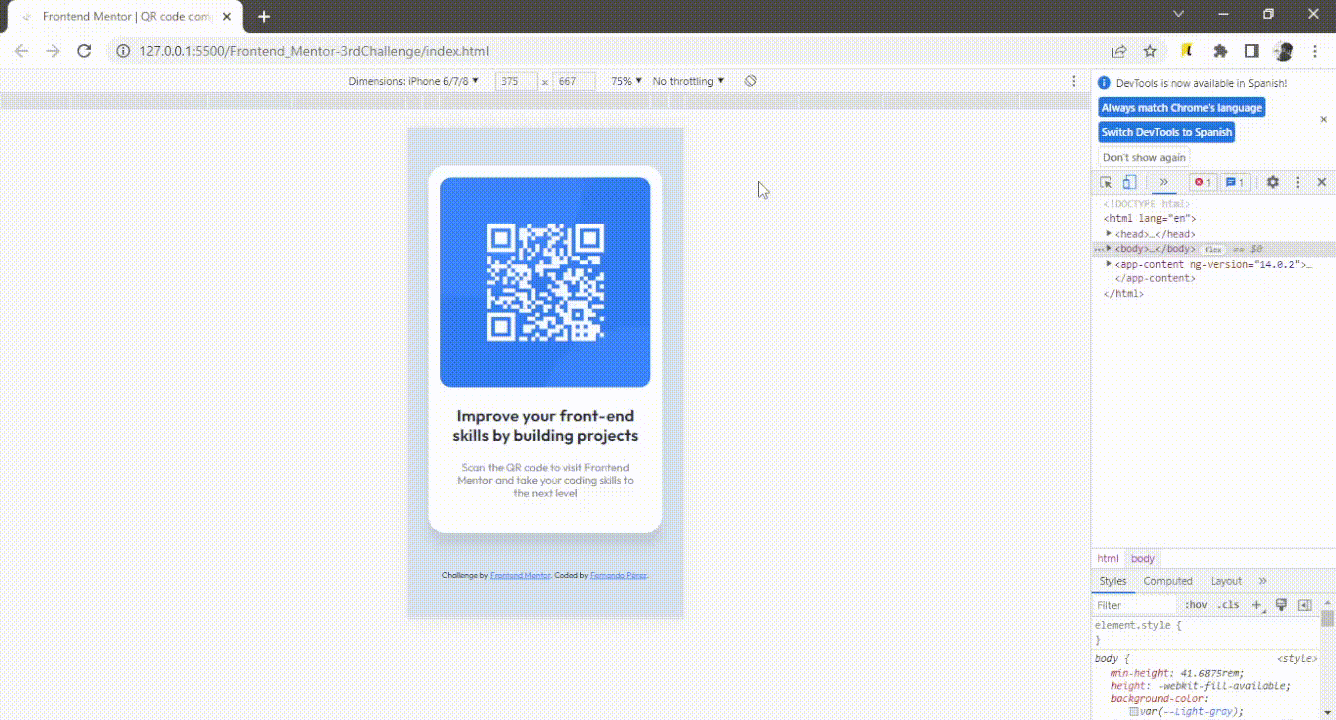 Frontend Mentor | QR code com
127.0.0.1:5500/Frontend_Mentor-3rdChallenge/index.html
Dimensions: iPhone 6/7/8 ▼ 375 x 667 75% ▼ No throttling ▼
Improve your front-end
skills by building projects
Scan the QR code to visit Frontend
Mentor and take your coding skills to
the next level
Challenge by Frontend Mentor. Coded by Fernando Pérez.
DevTools is now available in Spanish!
Always match Chrome's language
Switch DevTools to Spanish
Don't show again
1 1
<!DOCTYPE html>
<html lang="en">
<head>…</head>
<body>…</body> flex == $0
<app-content ng-version="14.0.2">…
</app-content>
</html>
html body
Styles Computed Layout
Filter :hov .cls
element.style {
}
body { <style>
min-height: 41.6875rem;
height: -webkit-fill-available;
background-color:
var(--Light-gray);